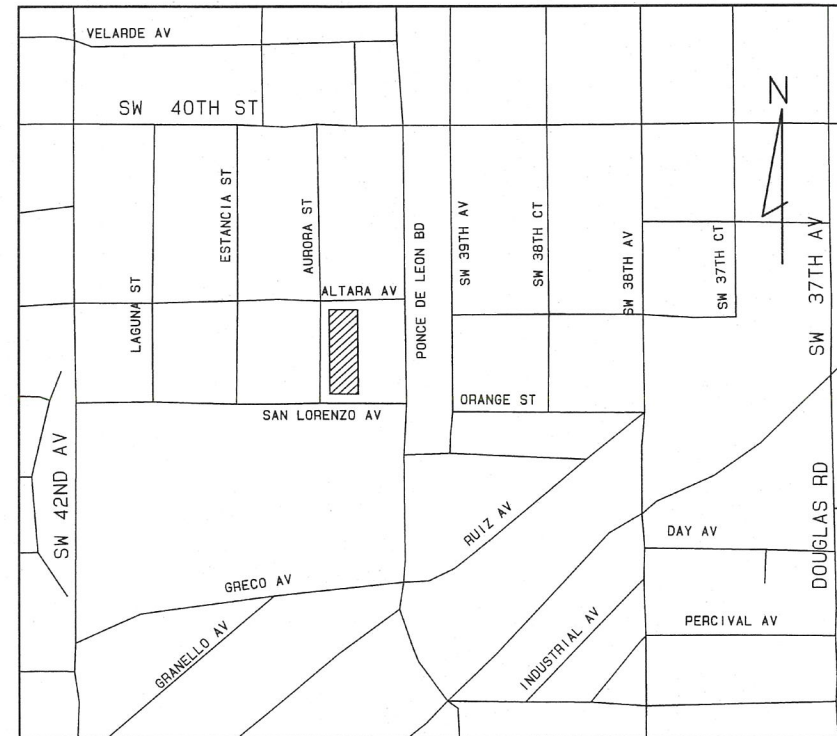 VELARDE AV
SW 40TH ST
N
ESTANCIA ST
AURORA ST
LAGUNA ST
ALTARA AV
PONCE DE LEON BD
SW 39TH AV
SW 38TH CT
SW 38TH AV
SW 37TH CT
SW 37TH AV
ORANGE ST
SAN LORENZO AV
SW 42ND AV
RUIZ AV
DAY AV
DOUGLAS RD
GRECO AV
GRANELLO AV
INDUSTRIAL AV
PERCIVAL AV